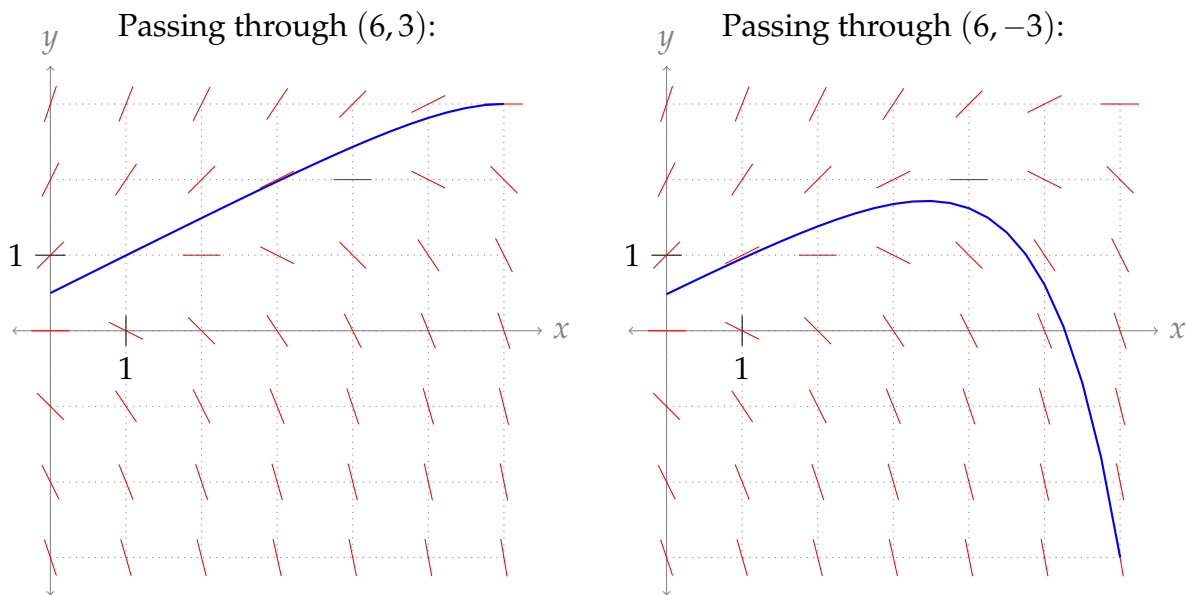 Passing through (6, 3):
y
1
x
1
Passing through (6, −3):
y
1
x
1